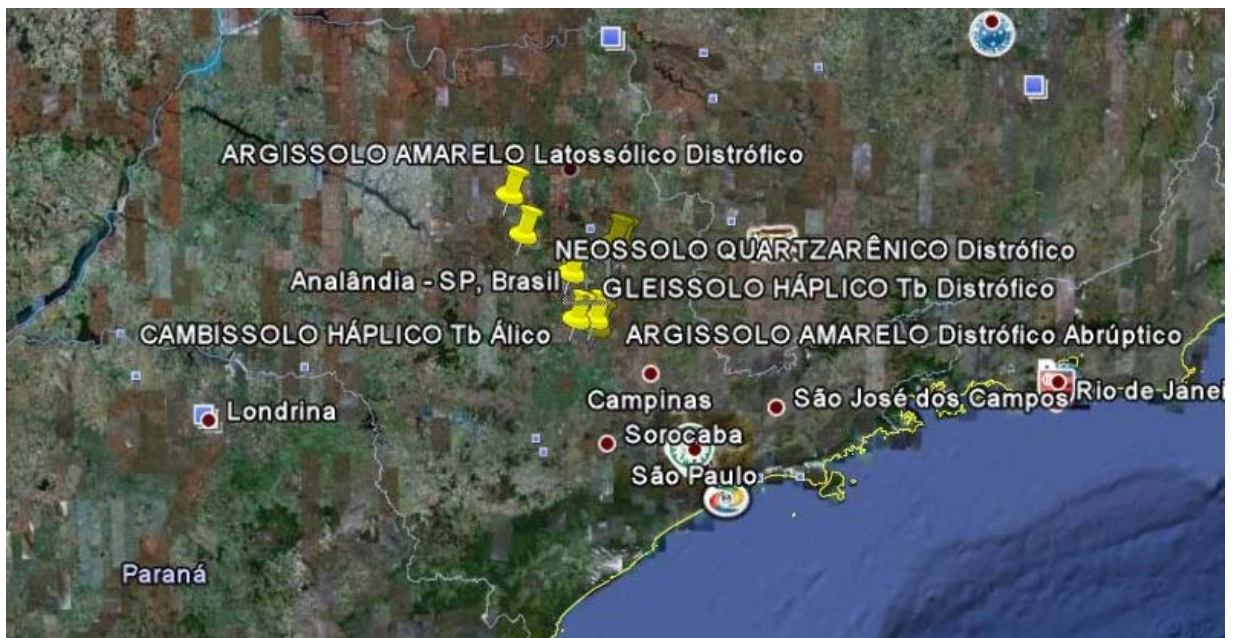 ARGISSOLO AMARELO Latossólico Distrófico
NEOSSOLO QUARTZARÊNICO Distrófico
Analândia - SP, Brasil
GLEISSOLO HÁPLICO Tb Distrófico
CAMBISSOLO HÁPLICO Tb Álico
ARGISSOLO AMARELO Distrófico Abrúptico
Campinas
São José dos Campos
Rio de Janei
Londrina
Sorocaba
São Paulo
Paraná